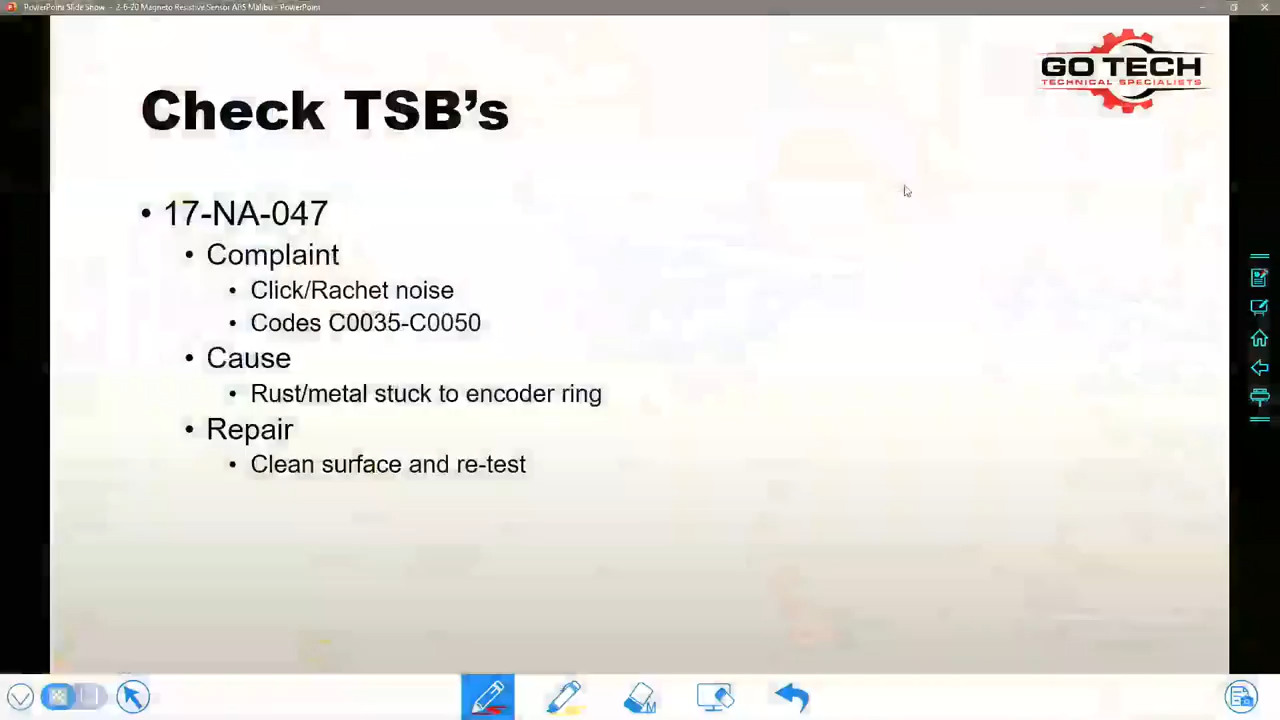 PowerPoint Slide Show - 2-6-20 Magneto Resistive Sensor ABS Malibu - PowerPoint
GO TECH
TECHNICAL SPECIALISTS
Check TSB's
• 17-NA-047
• Complaint
• Click/Rachet noise
• Codes C0035-C0050
• Cause
• Rust/metal stuck to encoder ring
• Repair
• Clean surface and re-test
M